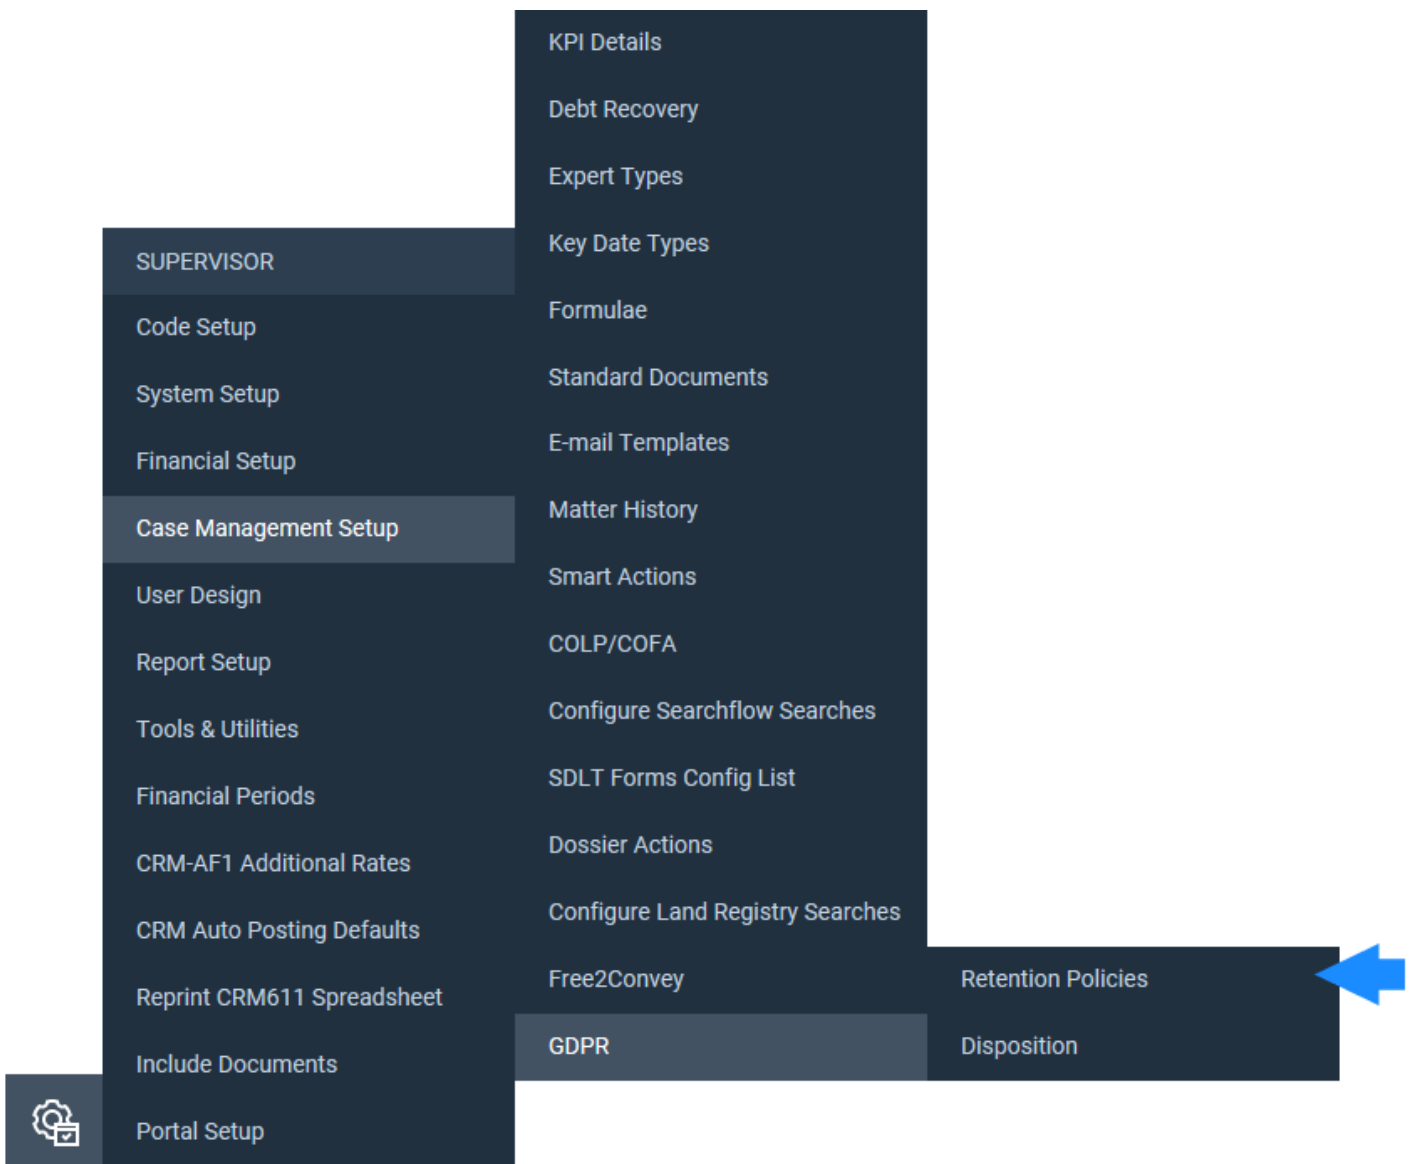 SUPERVISOR
Code Setup
System Setup
Financial Setup
Case Management Setup
User Design
Report Setup
Tools & Utilities
Financial Periods
CRM-AF1 Additional Rates
CRM Auto Posting Defaults
Reprint CRM611 Spreadsheet
Include Documents
Portal Setup
KPI Details
Debt Recovery
Expert Types
Key Date Types
Formulae
Standard Documents
E-mail Templates
Matter History
Smart Actions
COLP/COFA
Configure Searchflow Searches
SDLT Forms Config List
Dossier Actions
Configure Land Registry Searches
Free2Convey
GDPR
Retention Policies
Disposition